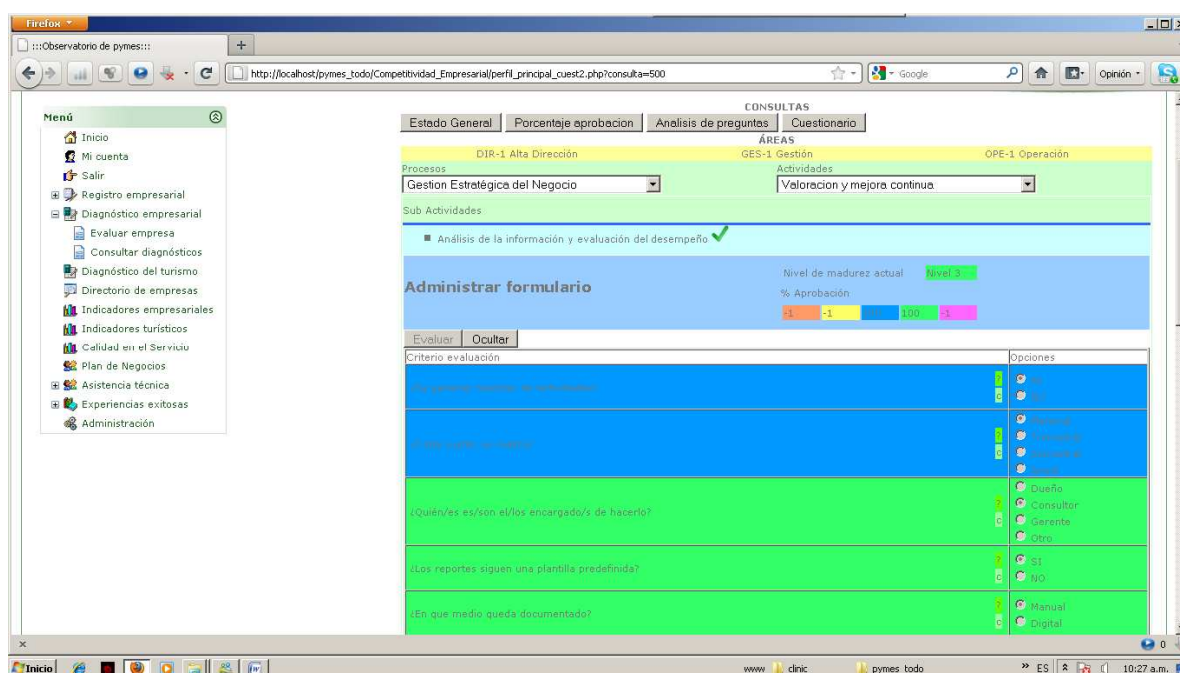 Firefox
:::Observatorio de pymes:::
+
http://localhost/pymes_todo/Competitividad_Empresarial/perfil_principal_cuest2.php?consulta=500
Google
Opinión
Menú
Inicio
Mi cuenta
Salir
Registro empresarial
Diagnóstico empresarial
Evaluar empresa
Consultar diagnósticos
Diagnóstico del turismo
Directorio de empresas
Indicadores empresariales
Indicadores turísticos
Calidad en el Servicio
Plan de Negocios
Asistencia técnica
Experiencias exitosas
Administración
CONSULTAS
Estado General Porcentaje aprobacion Analisis de preguntas Cuestionario
ÁREAS
DIR-1 Alta Dirección GES-1 Gestión OPE-1 Operación
Procesos Actividades
Gestion Estratégica del Negocio Valoracion y mejora continua
Sub Actividades
Análisis de la información y evaluación del desempeño
Administrar formulario
Nivel de madurez actual Nivel 3
% Aprobación
-1 -1 100 -1
Evaluar Ocultar
Criterio evaluación Opciones
? c
? c
¿Quién/es es/son el/los encargado/s de hacerlo? ? c
Dueño
Consultor
Gerente
Otro
¿Los reportes siguen una plantilla predefinida? ? c
SI
NO
¿En que medio queda documentado? ? c
Manual
Digital
× 0
Inicio www clinic pymes_todo » ES 10:27 a.m.